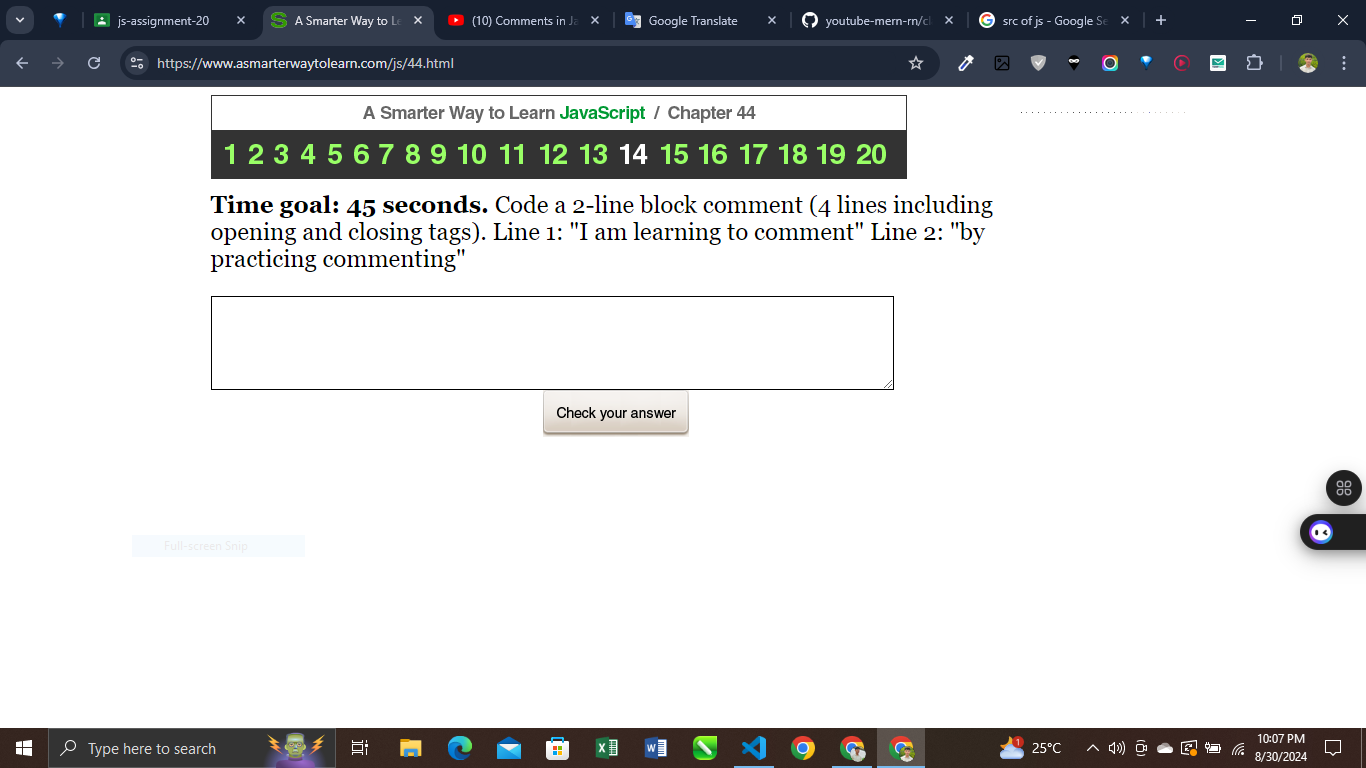 js-assignment-20
A Smarter Way to Le
(10) Comments in Ja
Google Translate
youtube-mern-rn/cl
src of js - Google Se
https://www.asmarterwaytolearn.com/js/44.html
A Smarter Way to Learn JavaScript / Chapter 44
1 2 3 4 5 6 7 8 9 10 11 12 13 14 15 16 17 18 19 20
Time goal: 45 seconds. Code a 2-line block comment (4 lines including
opening and closing tags). Line 1: "I am learning to comment" Line 2: "by
practicing commenting"
Check your answer
Full-screen Snip
Type here to search
1
25°C
10:07 PM
8/30/2024